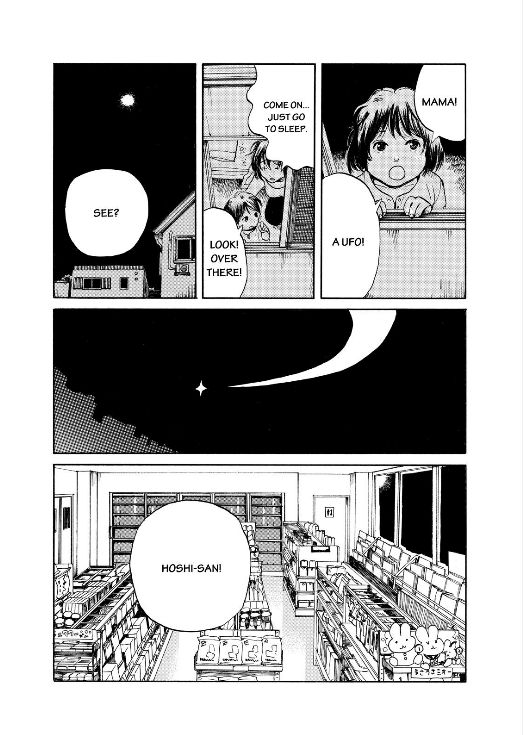 MAMA!
A UFO!
COME ON...
JUST GO
TO SLEEP.
LOOK!
OVER
THERE!
SEE?
HOSHI-SAN!